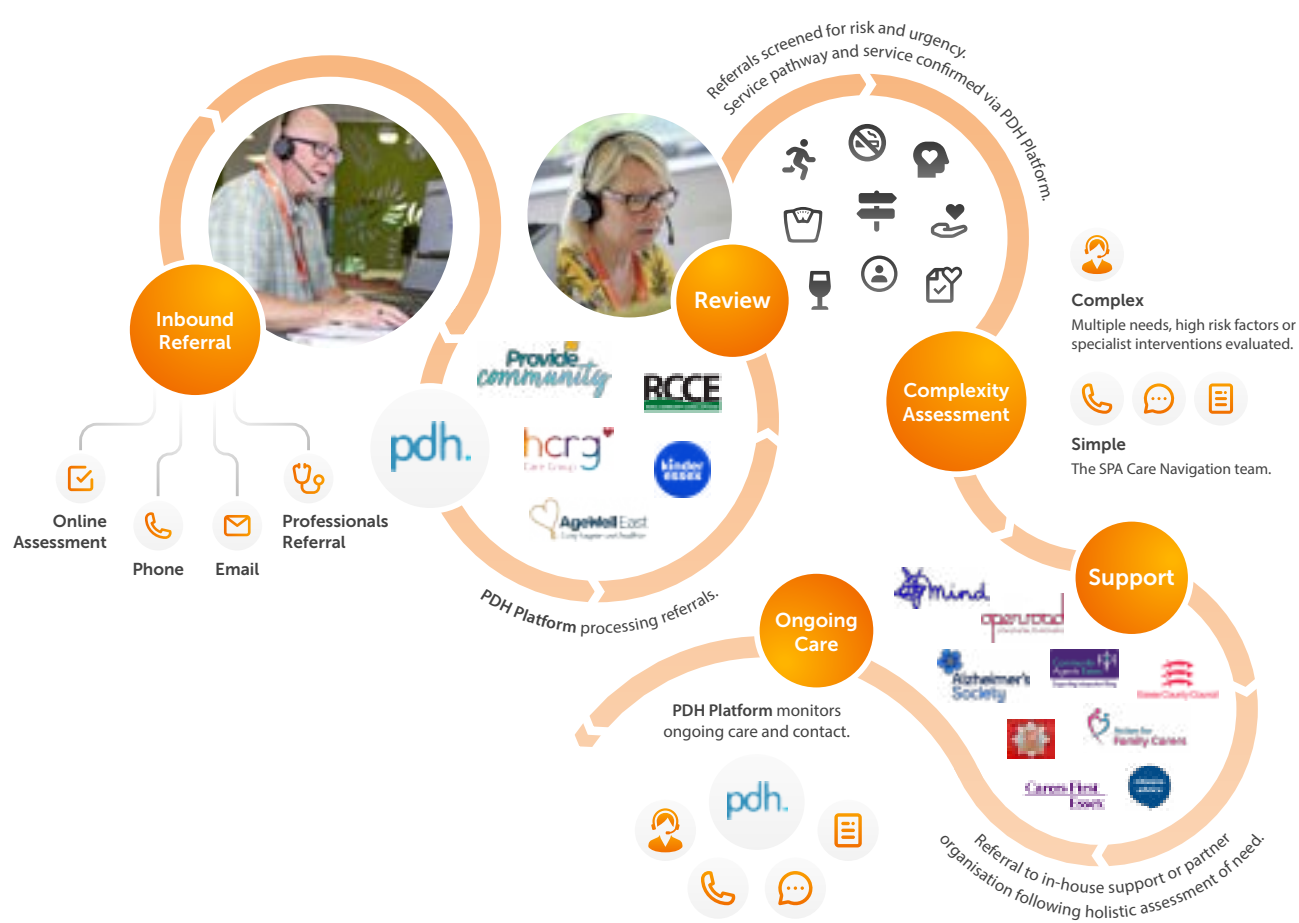 Inbound
Referral
Online
Assessment
Phone
Email
Professionals
Referral
pdh.
PDH Platform processing referrals.
Provide
community
RCCE
hcrg
Care Group
kinder
essex
AgeWell East
Review
Referrals screened for risk and urgency.
Service pathway and service confirmed via PDH Platform.
Complexity
Assessment
Complex
Multiple needs, high risk factors or
specialist interventions evaluated.
Simple
The SPA Care Navigation team.
Support
mind
openroad
Alzheimer's
Society
Essex County Council
Action for
Family Carers
Carers First
Essex
Referral to in-house support or partner
organisation following holistic assessment of need.
Ongoing
Care
PDH Platform monitors
ongoing care and contact.
pdh.